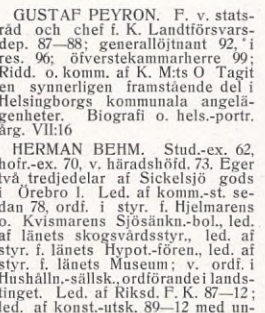 GUSTAF PEYRON. F. v. stats-
råd och chef f. K. Landtförsvars-
dep. 87—88; generallöjtnant 92, i
res. 96; öfverstekammarherre 99;
Ridd. o. komm. af K. M:ts O Tagit
en synnerligen framstående del i
Helsingborgs kommunala angelä-
genheter. Biografi o. hels.-portr.
årg. VII:16
HERMAN BEHM. Stud.-ex. 62,
hofr.-ex. 70, v. häradshöfd. 73. Eger
två tredjedelar af Sickelsjö gods
i Örebro l. Led. af komm.-st. se-
dan 78, ordf. i styr. f. Hjelmarens
o. Kvismarens Sjösänkn.-bol., led.
af länets skogsvårdsstyr., led. af
styr. f. länets Hypot.-fören., led. af
styr. f. länets Museum; v. ordf. i
Hushålln.-sällsk., ordförande i lands-
tinget. Led. af Riksd. F. K. 87—12;
led. af konst.-utsk. 89—12 med un-